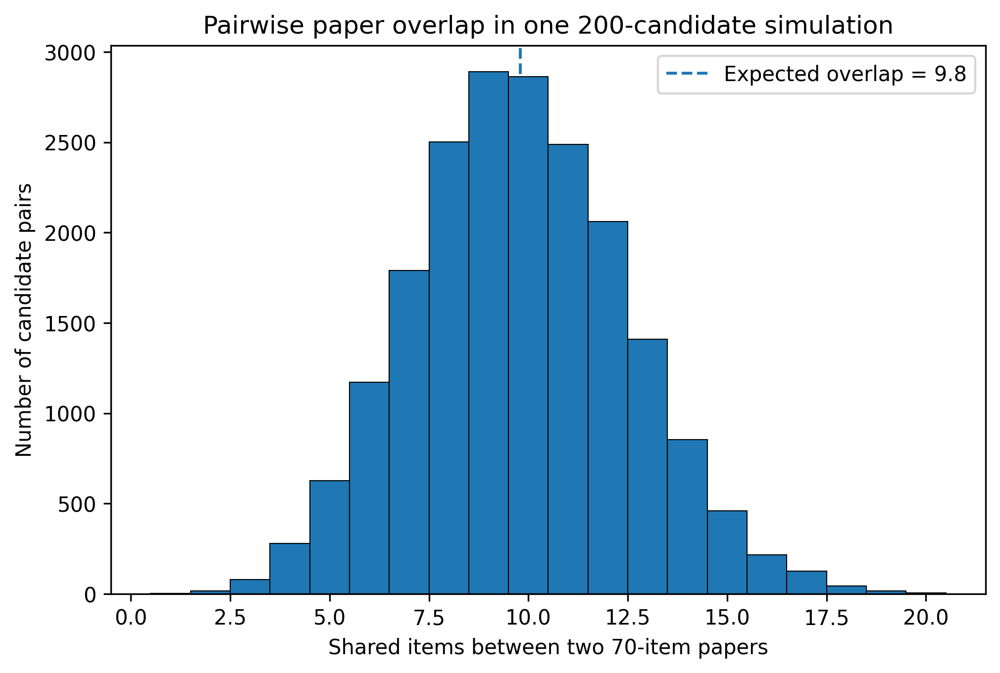 Pairwise paper overlap in one 200-candidate simulation
Expected overlap = 9.8
Number of candidate pairs
3000
2500
2000
1500
1000
500
0
0.0 2.5 5.0 7.5 10.0 12.5 15.0 17.5 20.0
Shared items between two 70-item papers